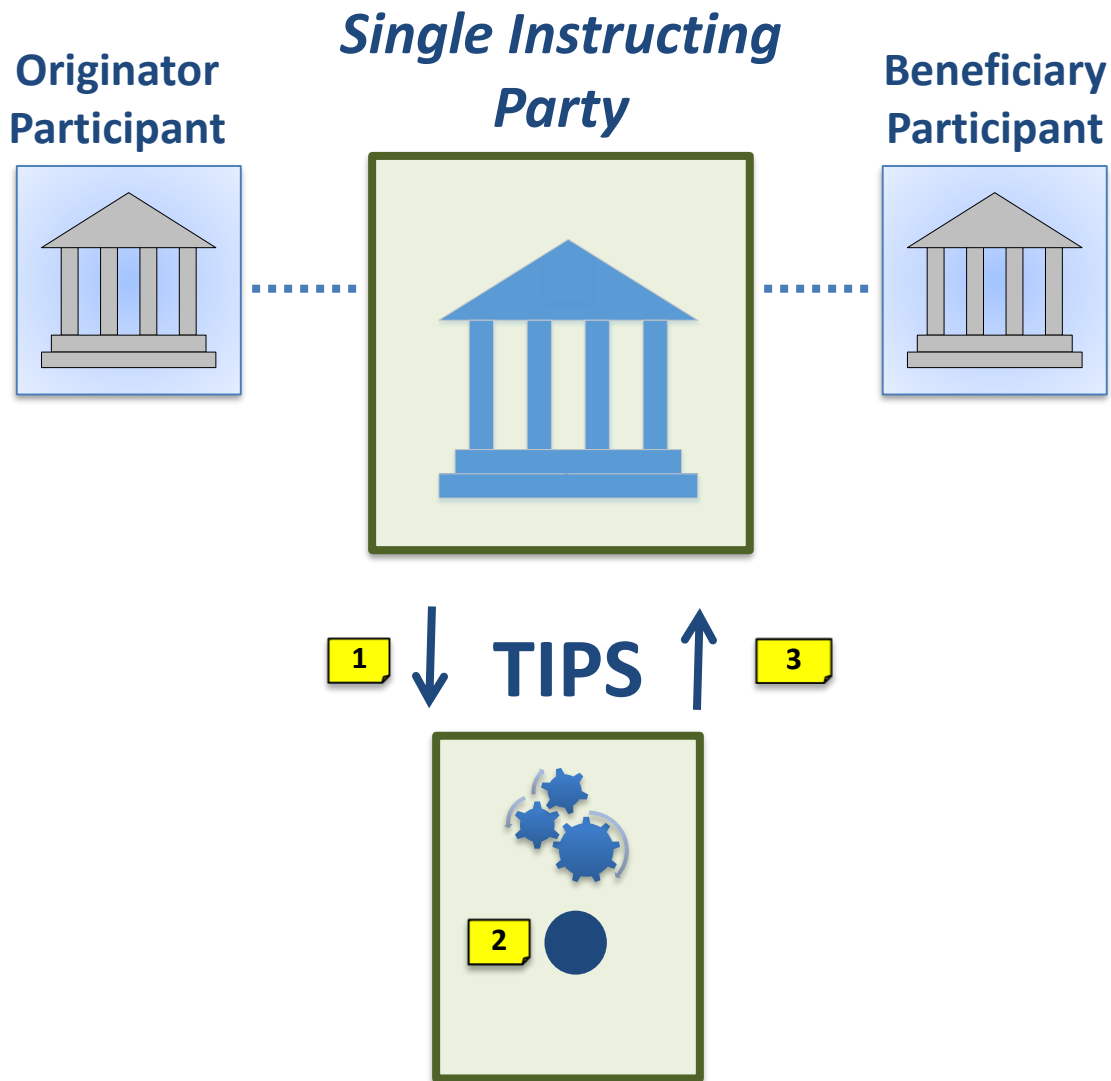 Single Instructing
Party
Originator
Participant
Beneficiary
Participant
1
TIPS
3
2